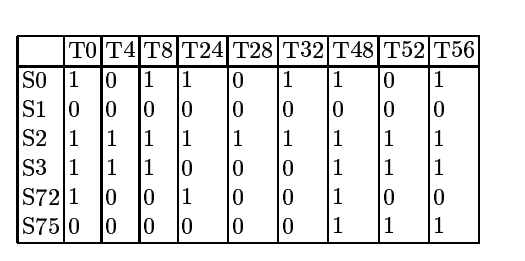 T0 T4 T8 T24 T28 T32 T48 T52 T56
S0 1 0 1 1 0 1 1 0 1
S1 0 0 0 0 0 0 0 0 0
S2 1 1 1 1 1 1 1 1 1
S3 1 1 1 0 0 0 1 1 1
S72 1 0 0 1 0 0 1 0 0
S75 0 0 0 0 0 0 1 1 1